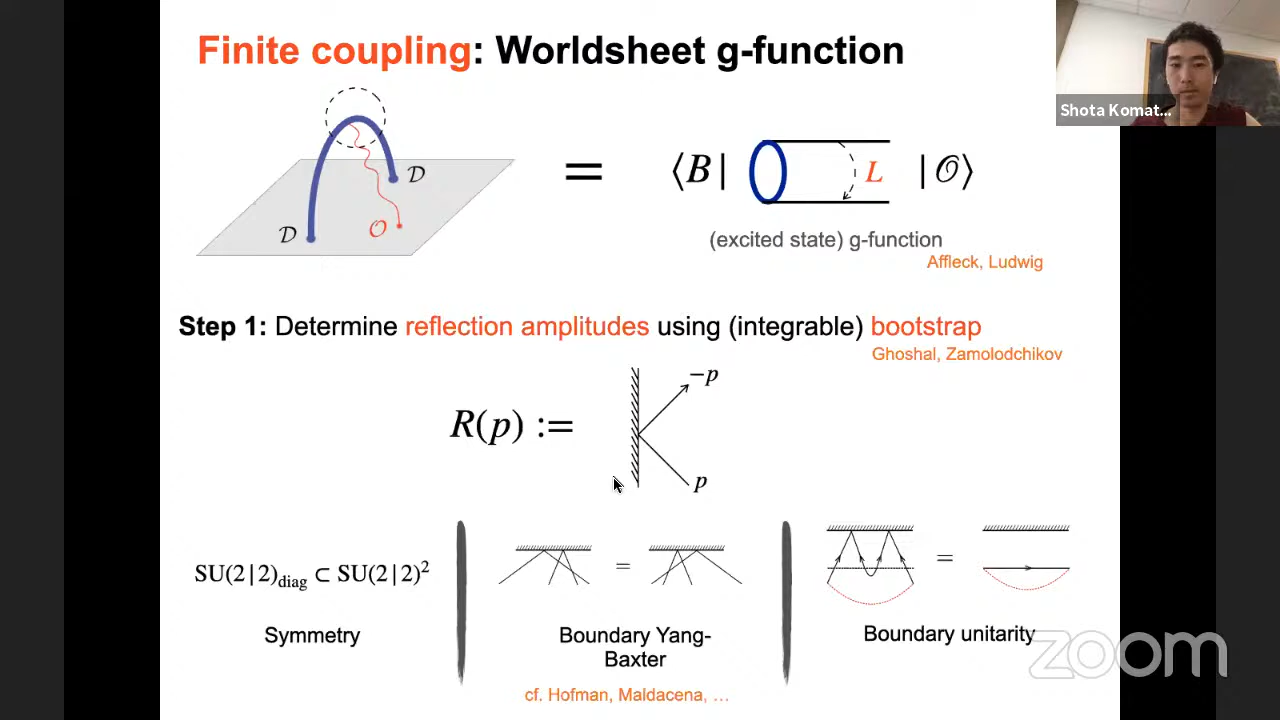 Finite coupling: Worldsheet g-function
Shota Komat...
𝒟
𝒟
𝒪
=
⟨B|
L
|𝒪⟩
(excited state) g-function
Affleck, Ludwig
Step 1: Determine reflection amplitudes using (integrable) bootstrap
Ghoshal, Zamolodchikov
R(p) :=
−p
p
SU(2|2)diag ⊂ SU(2|2)²
=
=
Symmetry
Boundary Yang-
Baxter
Boundary unitarity
cf. Hofman, Maldacena, …
zoom